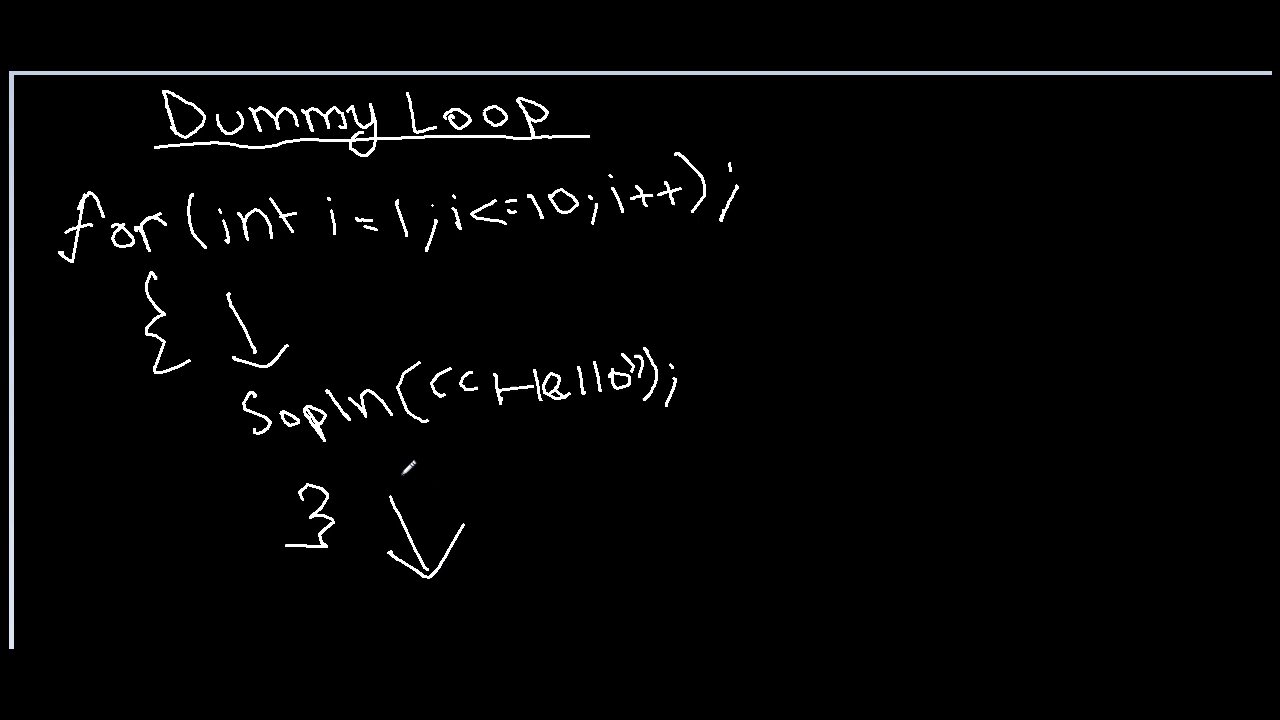 Dummy Loop
for(int i=1;i<=10;i++);
{
Sopln("Hello");
}